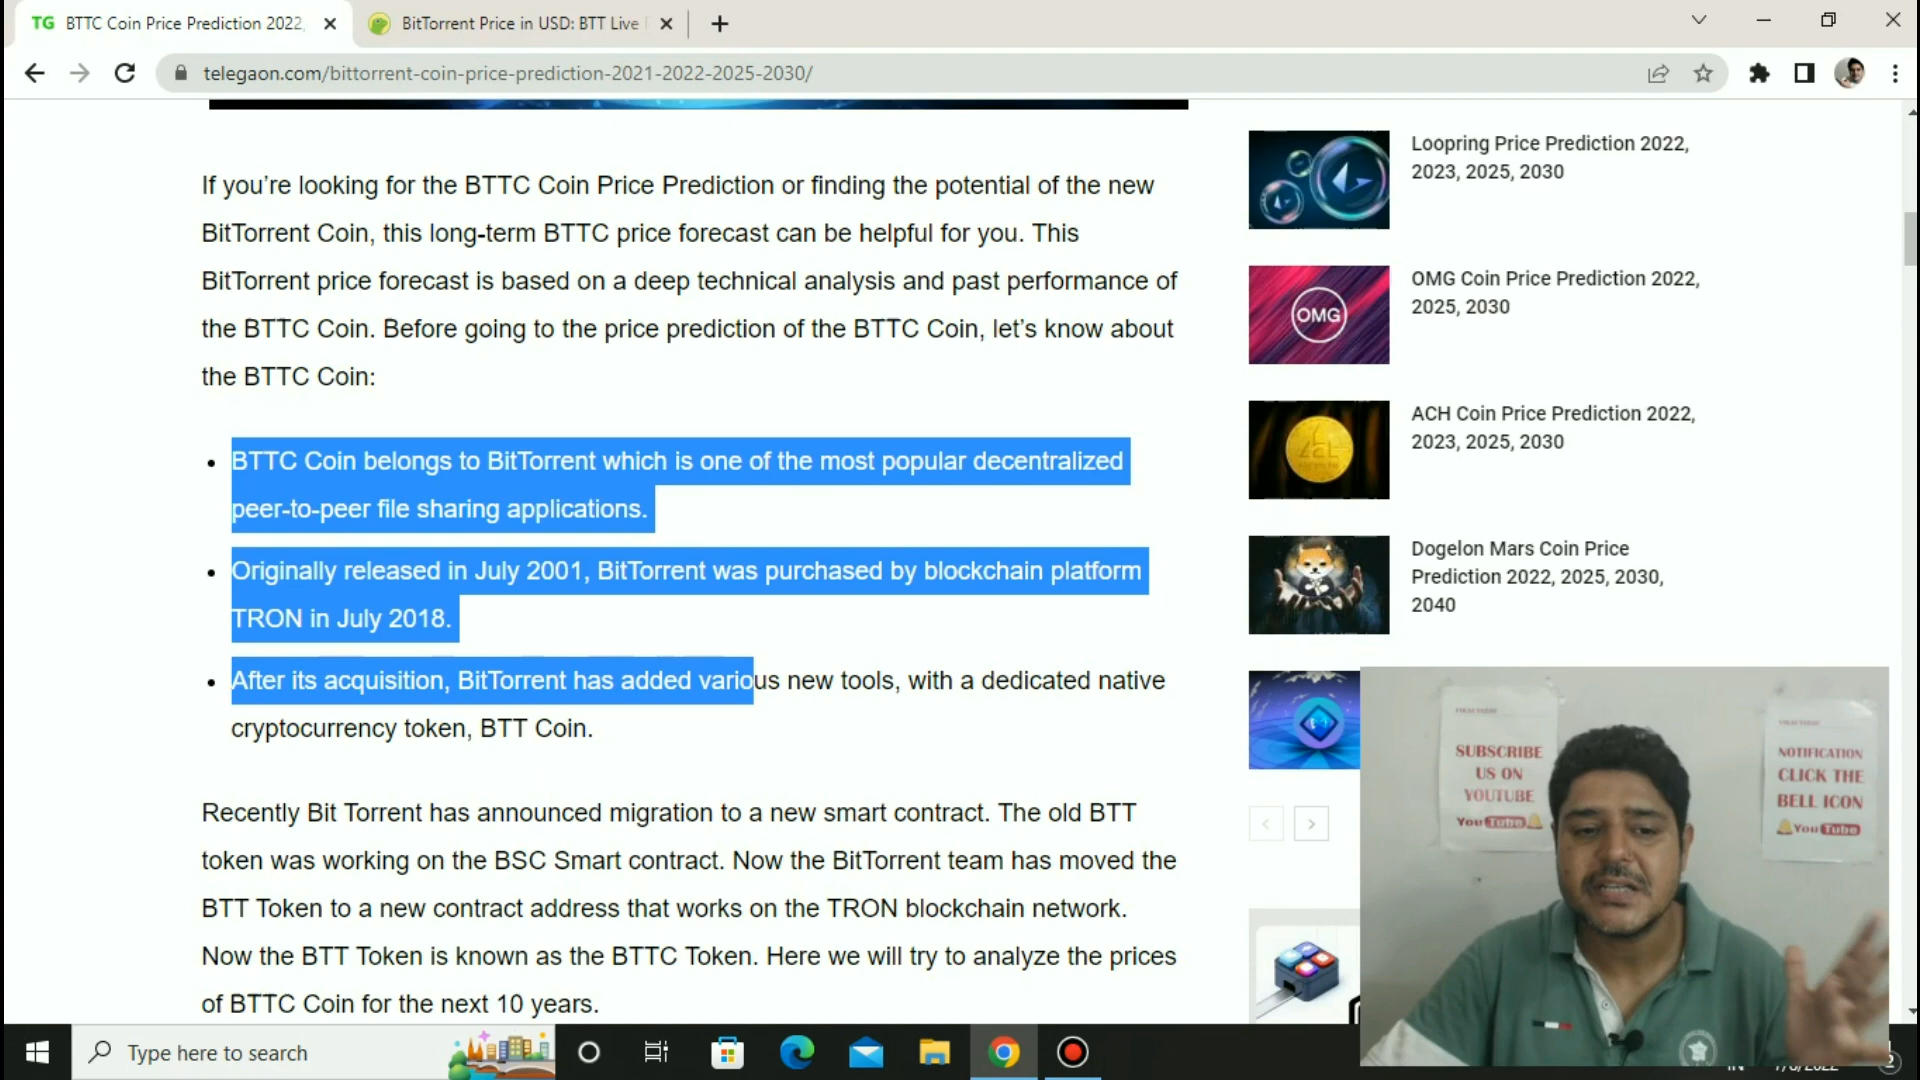 TG BTTC Coin Price Prediction 2022,
BitTorrent Price in USD: BTT Live
telegaon.com/bittorrent-coin-price-prediction-2021-2022-2025-2030/
If you’re looking for the BTTC Coin Price Prediction or finding the potential of the new
BitTorrent Coin, this long-term BTTC price forecast can be helpful for you. This
BitTorrent price forecast is based on a deep technical analysis and past performance of
the BTTC Coin. Before going to the price prediction of the BTTC Coin, let’s know about
the BTTC Coin:
• BTTC Coin belongs to BitTorrent which is one of the most popular decentralized
peer-to-peer file sharing applications.
• Originally released in July 2001, BitTorrent was purchased by blockchain platform
TRON in July 2018.
• After its acquisition, BitTorrent has added various new tools, with a dedicated native
cryptocurrency token, BTT Coin.
Recently Bit Torrent has announced migration to a new smart contract. The old BTT
token was working on the BSC Smart contract. Now the BitTorrent team has moved the
BTT Token to a new contract address that works on the TRON blockchain network.
Now the BTT Token is known as the BTTC Token. Here we will try to analyze the prices
of BTTC Coin for the next 10 years.
Loopring Price Prediction 2022,
2023, 2025, 2030
OMG
OMG Coin Price Prediction 2022,
2025, 2030
ACH Coin Price Prediction 2022,
2023, 2025, 2030
Dogelon Mars Coin Price
Prediction 2022, 2025, 2030,
2040
SUBSCRIBE
US ON
YOUTUBE
YouTube
NOTIFICATION
CLICK THE
BELL ICON
YouTube
Type here to search